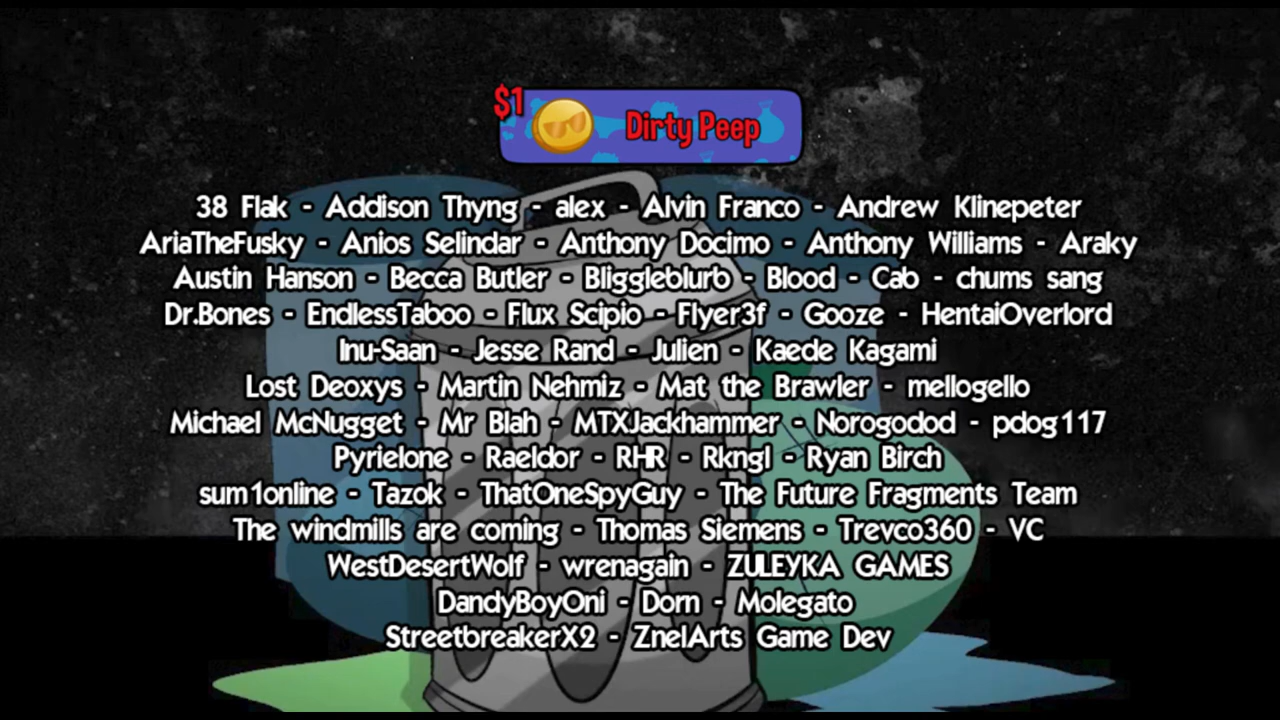 $1
Dirty Peep
38 Flak - Addison Thyng - alex - Alvin Franco - Andrew Klinepeter
AriaTheFusky - Anios Selindar - Anthony Docimo - Anthony Williams - Araky
Austin Hanson - Becca Butler - Bliggleblurb - Blood - Cab - chums sang
Dr.Bones - EndlessTaboo - Flux Scipio - Flyer3f - Gooze - HentaiOverlord
Inu-Saan - Jesse Rand - Julien - Kaede Kagami
Lost Deoxys - Martin Nehmiz - Mat the Brawler - mellogello
Michael McNugget - Mr Blah - MTXJackhammer - Norogodod - pdog117
Pyrielone - Raeldor - RHR - Rkngl - Ryan Birch
sum1online - Tazok - ThatOneSpyGuy - The Future Fragments Team
The windmills are coming - Thomas Siemens - Trevco360 - VC
WestDesertWolf - wrenagain - ZULEYKA GAMES
DandyBoyOni - Dorn - Molegato
StreetbreakerX2 - ZnelArts Game Dev